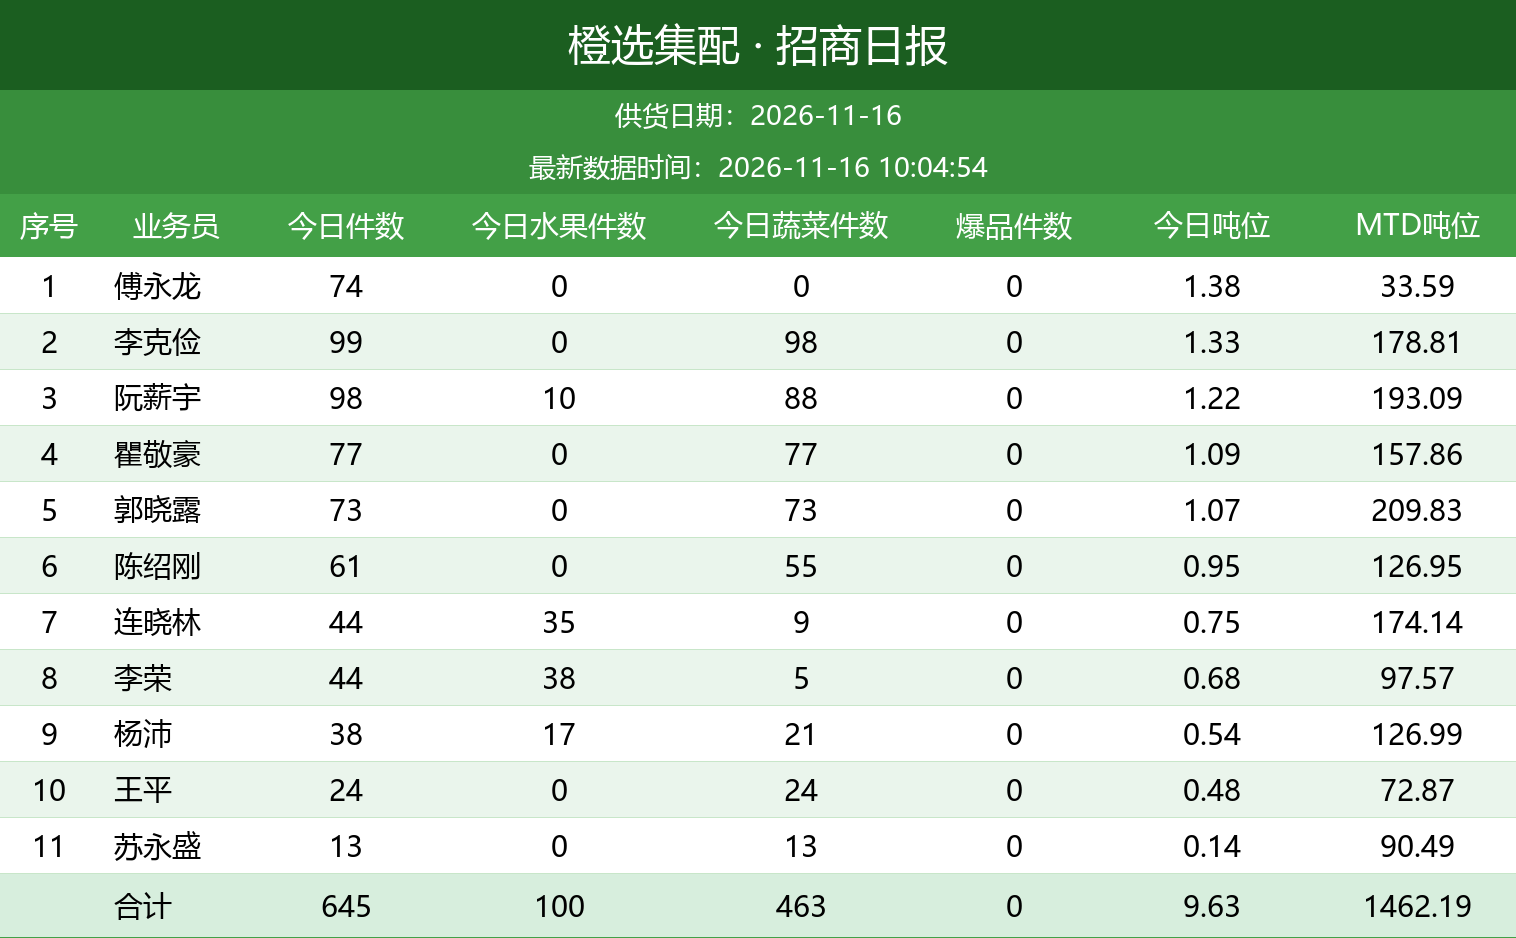 橙选集配 · 招商日报
供货日期：2026-11-16
最新数据时间：2026-11-16 10:04:54
序号 业务员 今日件数 今日水果件数 今日蔬菜件数 爆品件数 今日吨位 MTD吨位
1 傅永龙 74 0 0 0 1.38 33.59
2 李克俭 99 0 98 0 1.33 178.81
3 阮薪宇 98 10 88 0 1.22 193.09
4 瞿敬豪 77 0 77 0 1.09 157.86
5 郭晓露 73 0 73 0 1.07 209.83
6 陈绍刚 61 0 55 0 0.95 126.95
7 连晓林 44 35 9 0 0.75 174.14
8 李荣 44 38 5 0 0.68 97.57
9 杨沛 38 17 21 0 0.54 126.99
10 王平 24 0 24 0 0.48 72.87
11 苏永盛 13 0 13 0 0.14 90.49
合计 645 100 463 0 9.63 1462.19